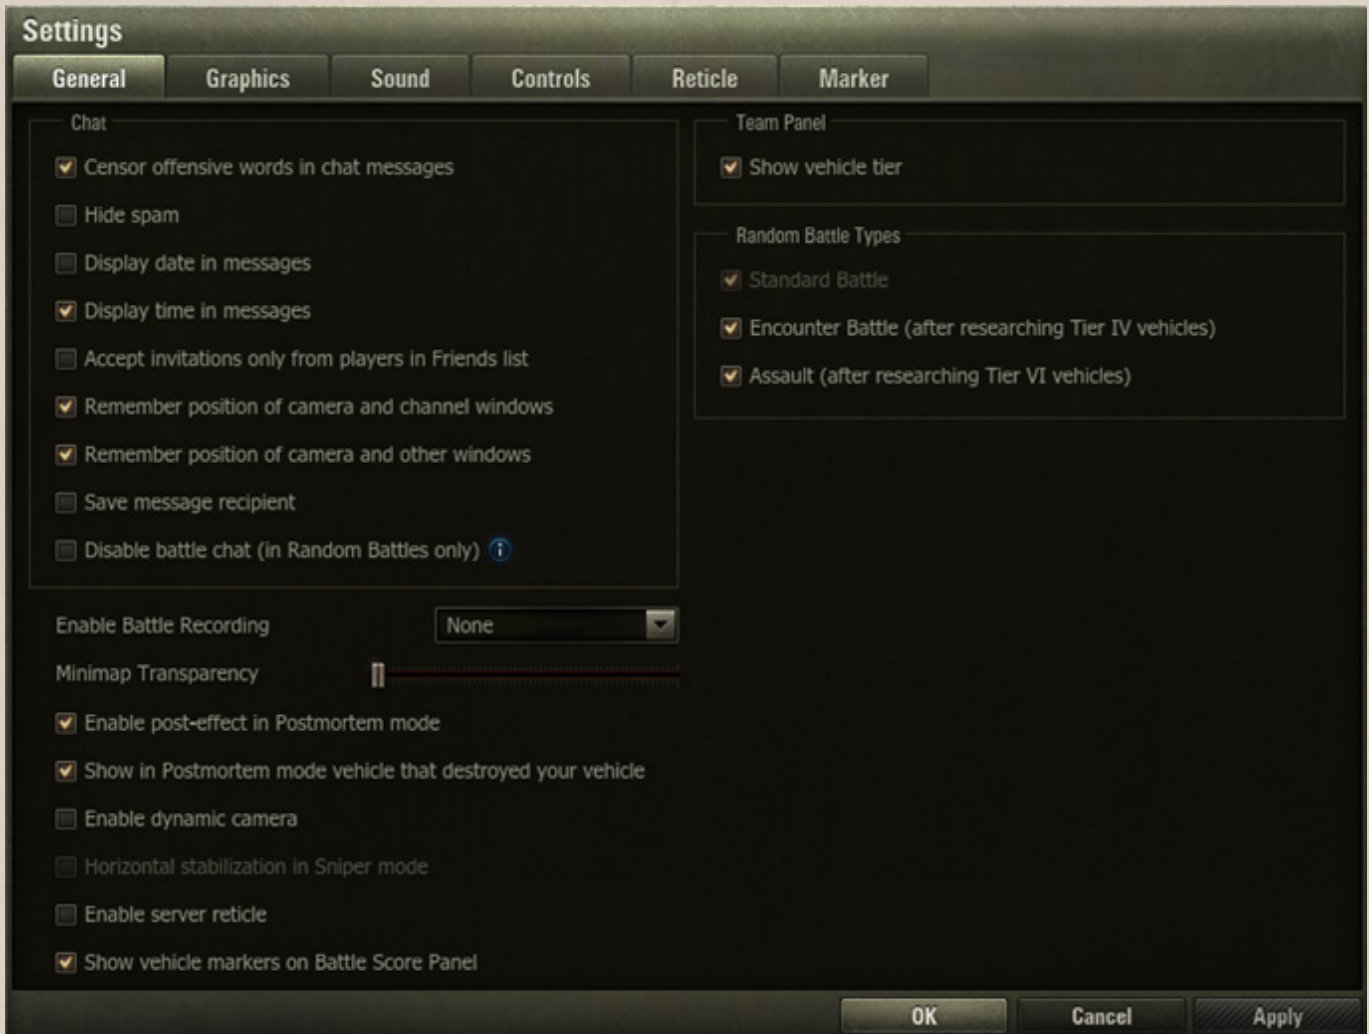 Settings
General
Graphics
Sound
Controls
Reticle
Marker
Chat
Censor offensive words in chat messages
Hide spam
Display date in messages
Display time in messages
Accept invitations only from players in Friends list
Remember position of camera and channel windows
Remember position of camera and other windows
Save message recipient
Disable battle chat (in Random Battles only)
Enable Battle Recording
None
Minimap Transparency
Enable post-effect in Postmortem mode
Show in Postmortem mode vehicle that destroyed your vehicle
Enable dynamic camera
Horizontal stabilization in Sniper mode
Enable server reticle
Show vehicle markers on Battle Score Panel
Team Panel
Show vehicle tier
Random Battle Types
Standard Battle
Encounter Battle (after researching Tier IV vehicles)
Assault (after researching Tier VI vehicles)
OK
Cancel
Apply